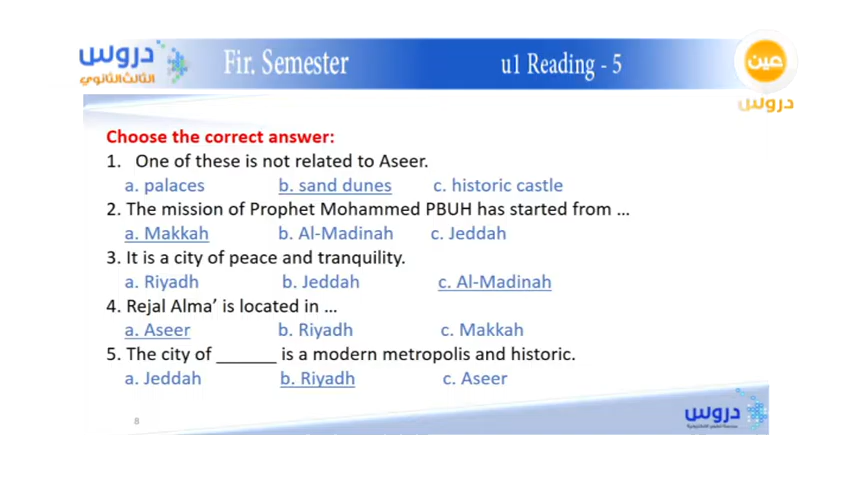 دروس
الثالث الثانوي
Fir. Semester
u1 Reading - 5
عين
دروس
Choose the correct answer:
1. One of these is not related to Aseer.
a. palaces b. sand dunes c. historic castle
2. The mission of Prophet Mohammed PBUH has started from ...
a. Makkah b. Al-Madinah c. Jeddah
3. It is a city of peace and tranquility.
a. Riyadh b. Jeddah c. Al-Madinah
4. Rejal Alma’ is located in ...
a. Aseer b. Riyadh c. Makkah
5. The city of ______ is a modern metropolis and historic.
a. Jeddah b. Riyadh c. Aseer
8
دروس